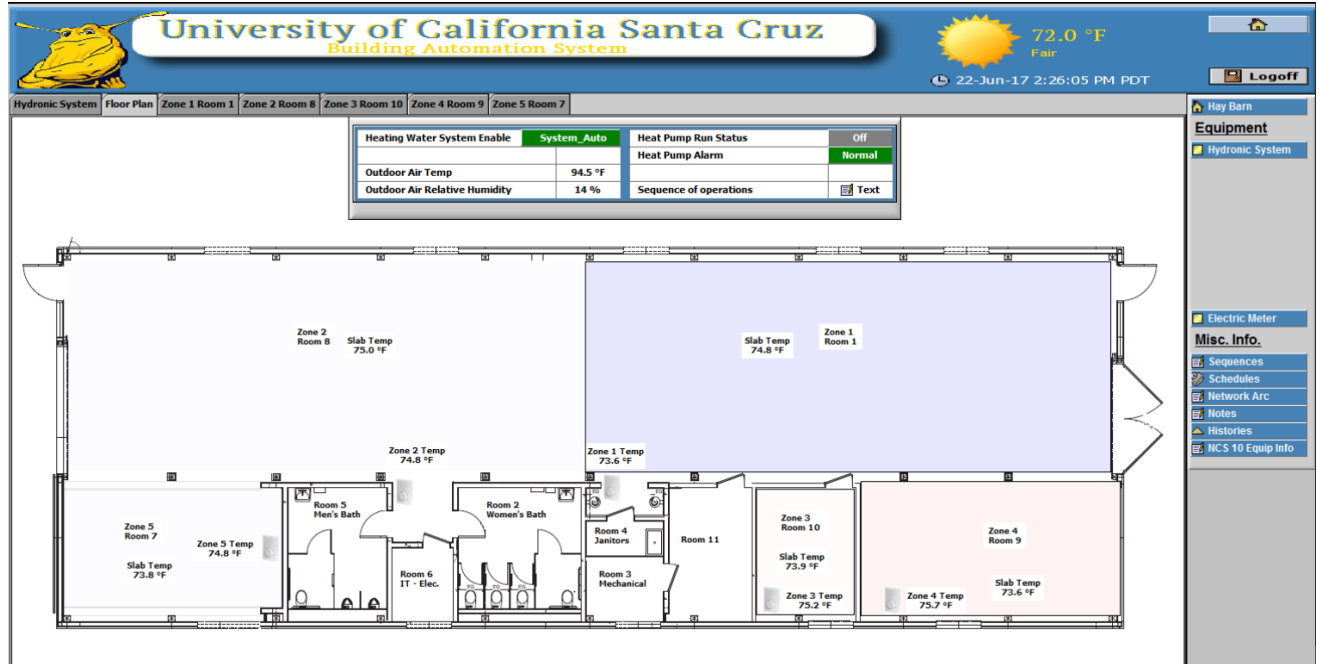 University of California Santa Cruz
Building Automation System
72.0 °F
Fair
22-Jun-17 2:26:05 PM PDT
Logoff
Hydronic System
Floor Plan
Zone 1 Room 1
Zone 2 Room 8
Zone 3 Room 10
Zone 4 Room 9
Zone 5 Room 7
Heating Water System Enable System_Auto
Heat Pump Run Status Off
Heat Pump Alarm Normal
Outdoor Air Temp 94.5 °F
Outdoor Air Relative Humidity 14 %
Sequence of operations Text
Hay Barn
Equipment
Hydronic System
Electric Meter
Misc. Info.
Sequences
Schedules
Network Arc
Notes
Histories
NCS 10 Equip Info
Zone 2
Room 8
Slab Temp
75.0 °F
Slab Temp
74.8 °F
Zone 1
Room 1
Zone 2 Temp
74.8 °F
Zone 1 Temp
73.6 °F
Zone 5
Room 7
Slab Temp
73.8 °F
Zone 5 Temp
74.8 °F
Room 5
Men's Bath
Room 6
IT - Elec.
Room 2
Women's Bath
Room 4
Janitors
Room 3
Mechanical
Room 11
Zone 3
Room 10
Slab Temp
73.9 °F
Zone 3 Temp
75.2 °F
Zone 4
Room 9
Slab Temp
73.6 °F
Zone 4 Temp
75.7 °F